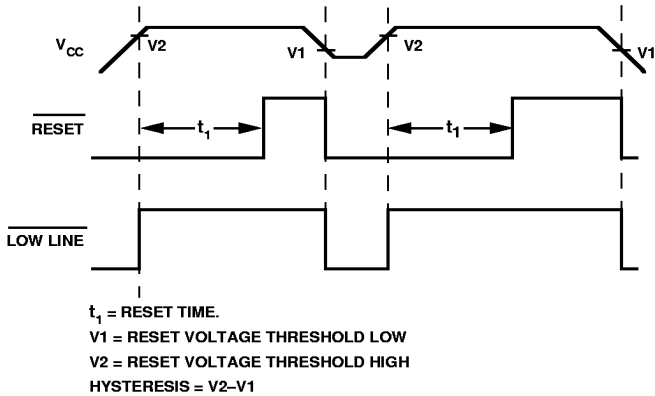 VCC
V2
V1
V2
V1
RESET
t1
t1
LOW LINE
t1 = RESET TIME.
V1 = RESET VOLTAGE THRESHOLD LOW
V2 = RESET VOLTAGE THRESHOLD HIGH
HYSTERESIS = V2–V1